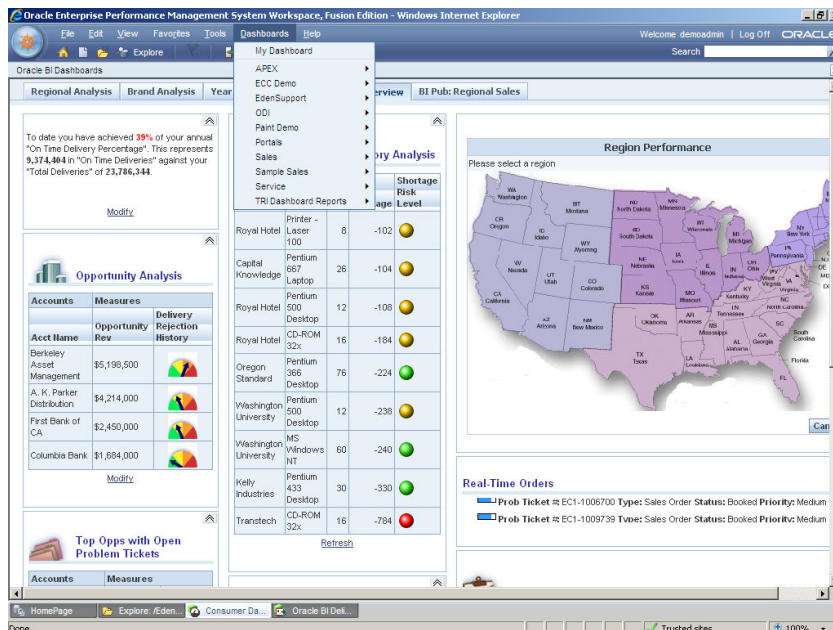 Oracle Enterprise Performance Management System Workspace, Fusion Edition - Windows Internet Explorer
File Edit View Favorites Tools Dashboards Help
Welcome demoadmin | Log Off ORACLE
Explore
Search
Oracle BI Dashboards
Regional Analysis Brand Analysis Year
erview BI Pub: Regional Sales
My Dashboard
APEX
ECC Demo
EdenSupport
ODI
Paint Demo
Portals
Sales
Sample Sales
Service
TRI Dashboard Reports
To date you have achieved 39% of your annual
"On Time Delivery Percentage". This represents
9,374,404 in "On Time Deliveries" against your
"Total Deliveries" of 23,786,344.
Modify
Opportunity Analysis
Accounts Measures
Acct Name Opportunity Rev Delivery Rejection History
Berkeley Asset Management $5,198,500
A. K. Parker Distribution $4,214,000
First Bank of CA $2,450,000
Columbia Bank $1,684,000
Modify
Top Opps with Open
Problem Tickets
Accounts Measures
ory Analysis
age Shortage Risk Level
Royal Hotel Printer - Laser 100 8 -102
Capital Knowledge Pentium 667 Laptop 26 -104
Royal Hotel Pentium 500 Desktop 12 -108
Royal Hotel CD-ROM 32x 16 -184
Oregon Standard Pentium 366 Desktop 76 -224
Washington University Pentium 500 Desktop 12 -238
Washington University MS Windows NT 60 -240
Kelly Industries Pentium 433 Desktop 30 -330
Transtech CD-ROM 32x 16 -784
Refresh
Region Performance
Please select a region
WA Washington
MT Montana
ND North Dakota
MN Minnesota
OR Oregon
ID Idaho
WY Wyoming
SD South Dakota
WI Wisconsin
MI Michigan
NY New York
NV Nevada
UT Utah
CO Colorado
NE Nebraska
IA Iowa
IL Illinois
IN Indiana
OH Ohio
PA Pennsylvania
NJ
DE
MD
DC
CA California
KS Kansas
MO Missouri
KY Kentucky
West Virginia
VA Virginia
AZ Arizona
NM New Mexico
OK Oklahoma
AR Arkansas
TN Tennessee
NC North Carolina
SC South Carolina
MS Mississippi
AL Alabama
GA Georgia
TX Texas
LA Louisiana
FL Florida
Can
Real-Time Orders
Prob Ticket #: EC1-1006700 Type: Sales Order Status: Booked Priority: Medium
Prob Ticket #: EC1-1009739 Type: Sales Order Status: Booked Priority: Medium
HomePage Explore: /Eden... Consumer Da... Oracle BI Deli...
Done Trusted sites 100%